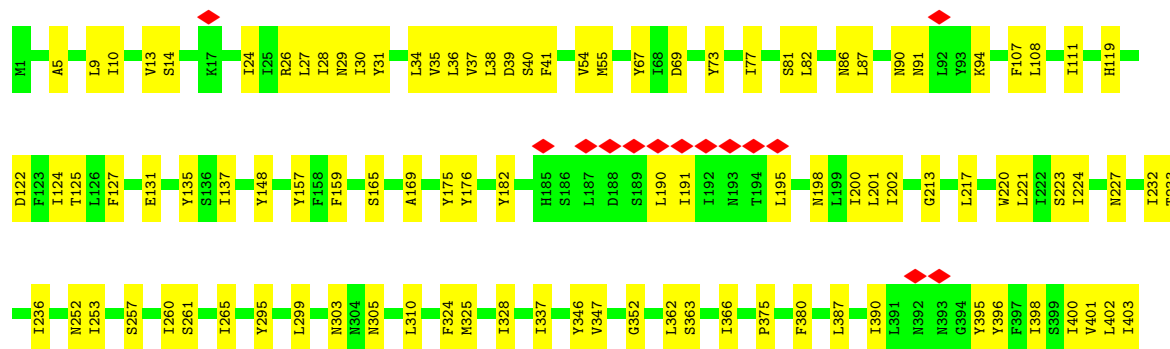 M1 A5 L9 I10 V13 S14 K17 I24 I25 R26 L27 I28 N29 I30 Y31 L34 V35 L36 V37 L38 D39 S40 F41 V54 M55 Y67 I68 D69 Y73 I77 S81 L82 N86 L87 N90 N91 L92 Y93 K94 F107 L108 I111 H119
D122 F123 I124 T125 L126 F127 E131 Y135 S136 I137 Y148 Y157 F158 F159 S165 A169 Y175 Y176 Y182 H185 S186 L187 D188 S189 L190 I191 I192 N193 T194 L195 N198 L199 I200 L201 I202 G213 L217 W220 L221 I222 S223 I224 N227 I232 T233
I236 N252 I253 S257 I260 S261 I265 Y295 L299 N303 N304 N305 L310 F324 M325 I328 I337 Y346 V347 G352 L362 S363 I366 P375 F380 L387 I390 L391 N392 N393 G394 Y395 Y396 F397 I398 S399 I400 V401 L402 I403